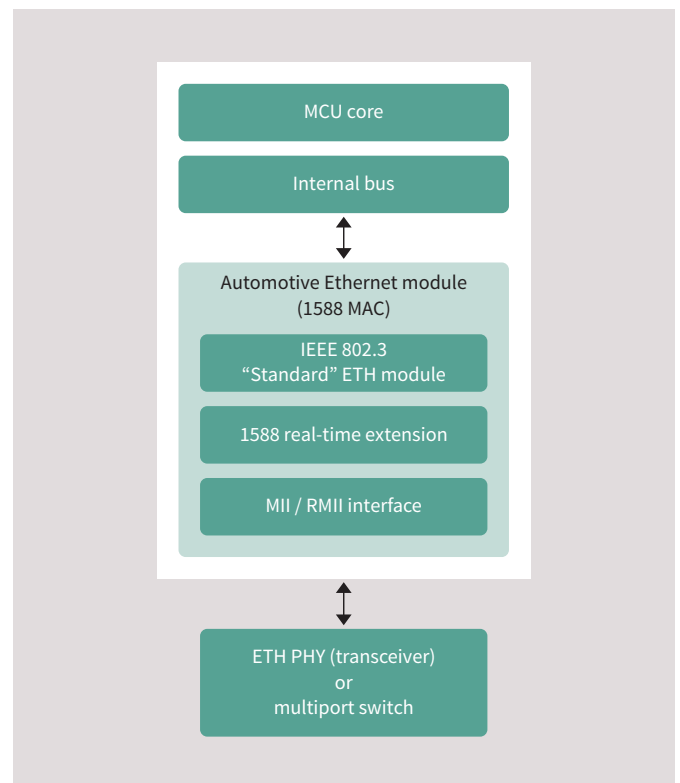 MCU core
Internal bus
Automotive Ethernet module
(1588 MAC)
IEEE 802.3
“Standard” ETH module
1588 real-time extension
MII / RMII interface
ETH PHY (transceiver)
or
multiport switch